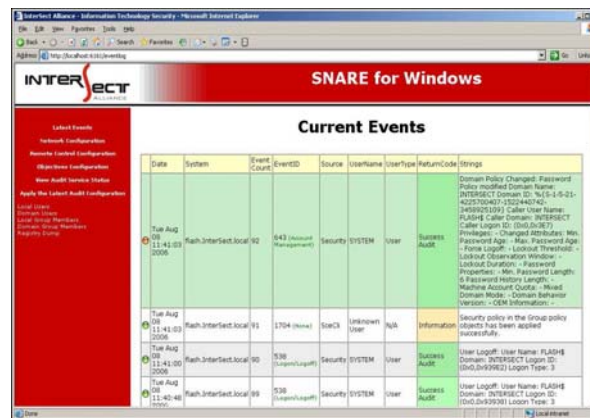 InterSect Alliance - Information Technology Security - Microsoft Internet Explorer
File Edit View Favorites Tools Help
Back Search Favorites
Address http://localhost:6161/eventlog Go Links
INTERSECT
ALLIANCE
SNARE for Windows
Latest Events
Network Configuration
Remote Control Configuration
Objectives Configuration
View Audit Service Status
Apply the Latest Audit Configuration
Local Users
Domain Users
Local Group Members
Domain Group Members
Registry Dump
Current Events
Date System Event Count EventID Source UserName UserType ReturnCode Strings
Tue Aug
08
11:41:03
2006
flash.InterSect.local 92
643 (Account
Management)
Security SYSTEM User
Success
Audit
Domain Policy Changed: Password
Policy modified Domain Name:
INTERSECT Domain ID:
Caller User Name:
FLASH$ Caller Domain: INTERSECT
Caller Logon ID: (0x0,0x3E7)
Privileges: - Changed Attributes: Min.
Password Age: - Max. Password Age:
- Force Logoff: - Lockout Threshold: -
Lockout Observation Window: -
Lockout Duration: - Password
Properties: - Min. Password Length:
6 Password History Length: -
Machine Account Quota: - Mixed
Domain Mode: - Domain Behavior
Version: - OEM Information: -
Tue Aug
08
11:41:03
2006
flash.InterSect.local 91
1704 (None)
SceCli
Unknown
User
N/A
Information
Security policy in the Group policy
objects has been applied
successfully.
Tue Aug
08
11:41:00
2006
flash.InterSect.local 90
538
(Logon/Logoff)
Security SYSTEM User
Success
Audit
User Logoff: User Name: FLASH$
Domain: INTERSECT Logon ID:
Logon Type: 3
Tue Aug
08
11:40:48
flash.InterSect.local 89
538
(Logon/Logoff)
Security SYSTEM User
Success
Audit
User Logoff: User Name: FLASH$
Domain: INTERSECT Logon ID:
Logon Type: 3
Done
Local intranet